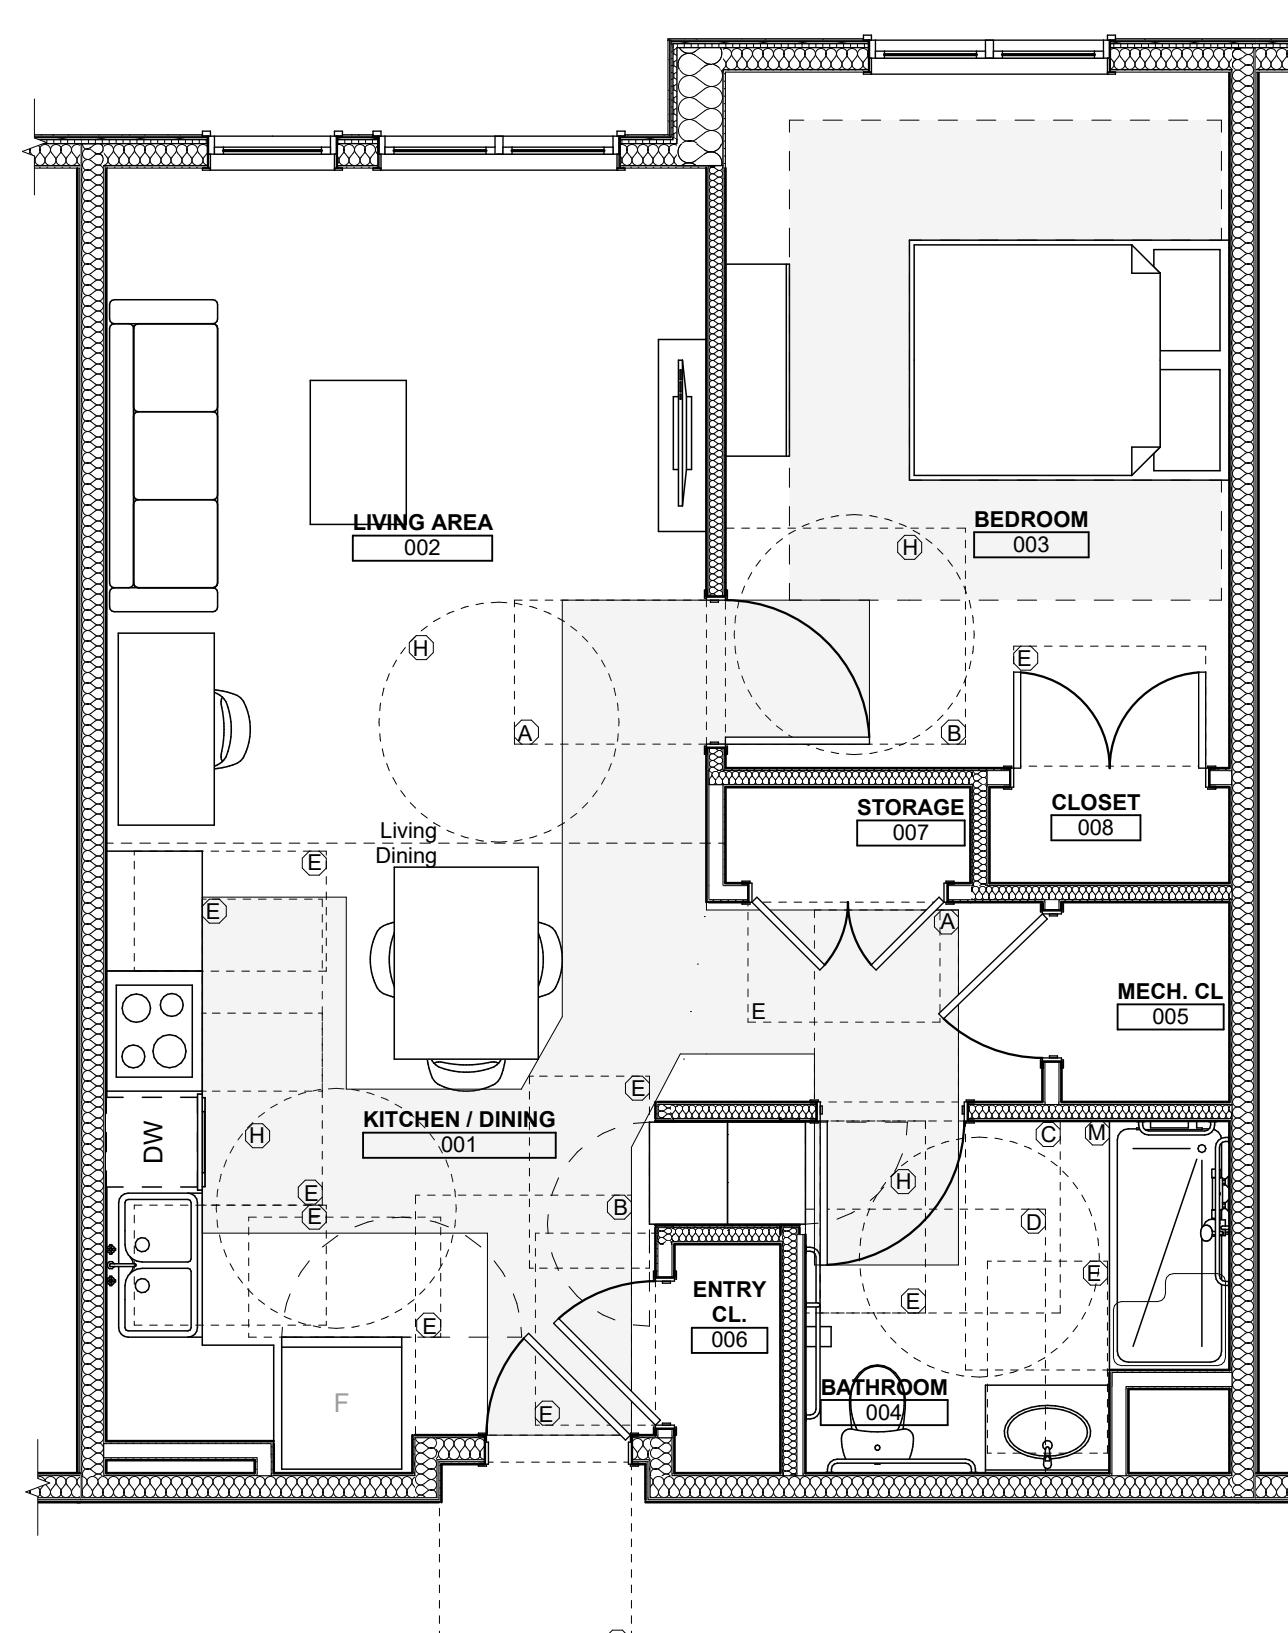 LIVING AREA
002
BEDROOM
003
H
H
E
A
B
STORAGE
007
CLOSET
008
Living
Dining
E
E
A
MECH. CL
005
E
E
KITCHEN / DINING
001
H
DW
C
M
H
E
E
B
D
E
E
ENTRY
CL.
006
E
E
BATHROOM
004
F